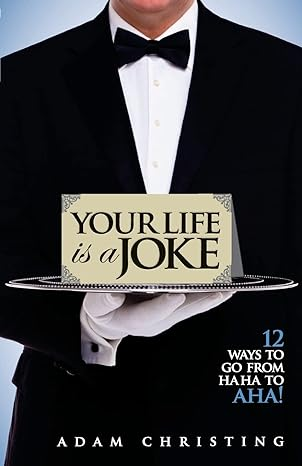 YOUR LIFE
is a JOKE
12
WAYS TO
GO FROM
HA HA TO
AHA!
ADAM CHRISTING